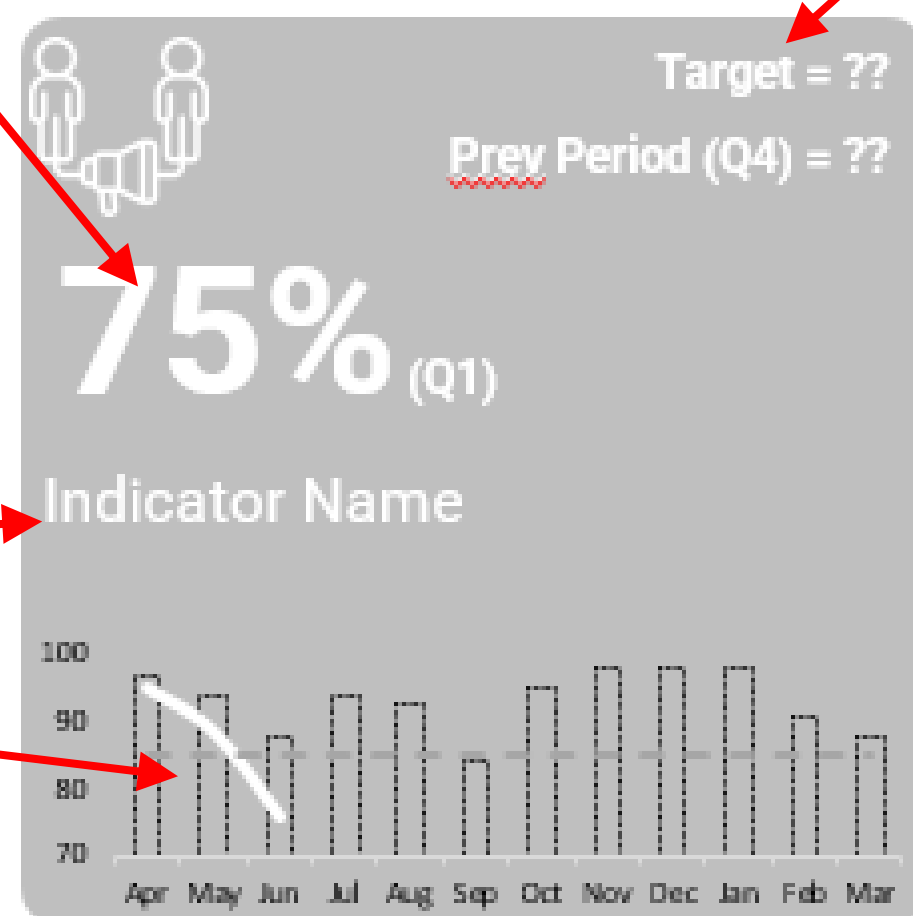 Target = ??
Prev Period (Q4) = ??
75% (Q1)
Indicator Name
100
90
80
70
Apr May Jun Jul Aug Sep Oct Nov Dec Jan Feb Mar